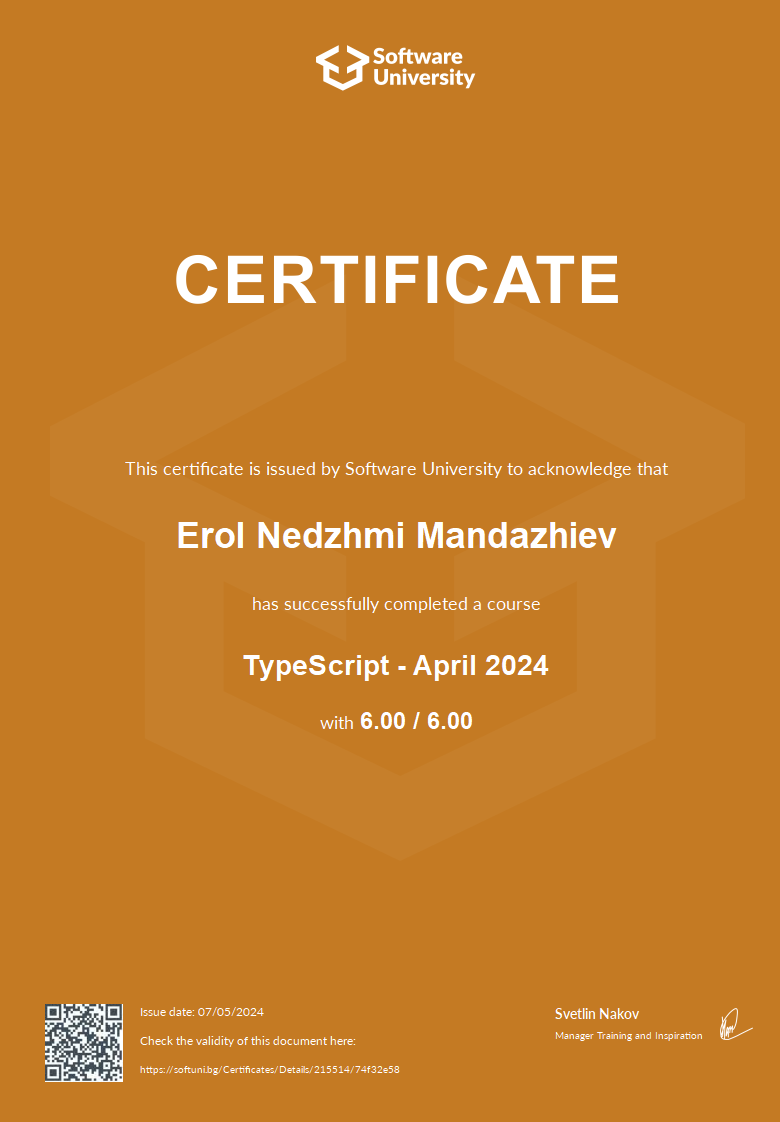 Software
University
CERTIFICATE
This certificate is issued by Software University to acknowledge that
Erol Nedzhmi Mandazhiev
has successfully completed a course
TypeScript - April 2024
with 6.00 / 6.00
Issue date: 07/05/2024
Check the validity of this document here:
https://softuni.bg/Certificates/Details/215514/74f32e58
Svetlin Nakov
Manager Training and Inspiration